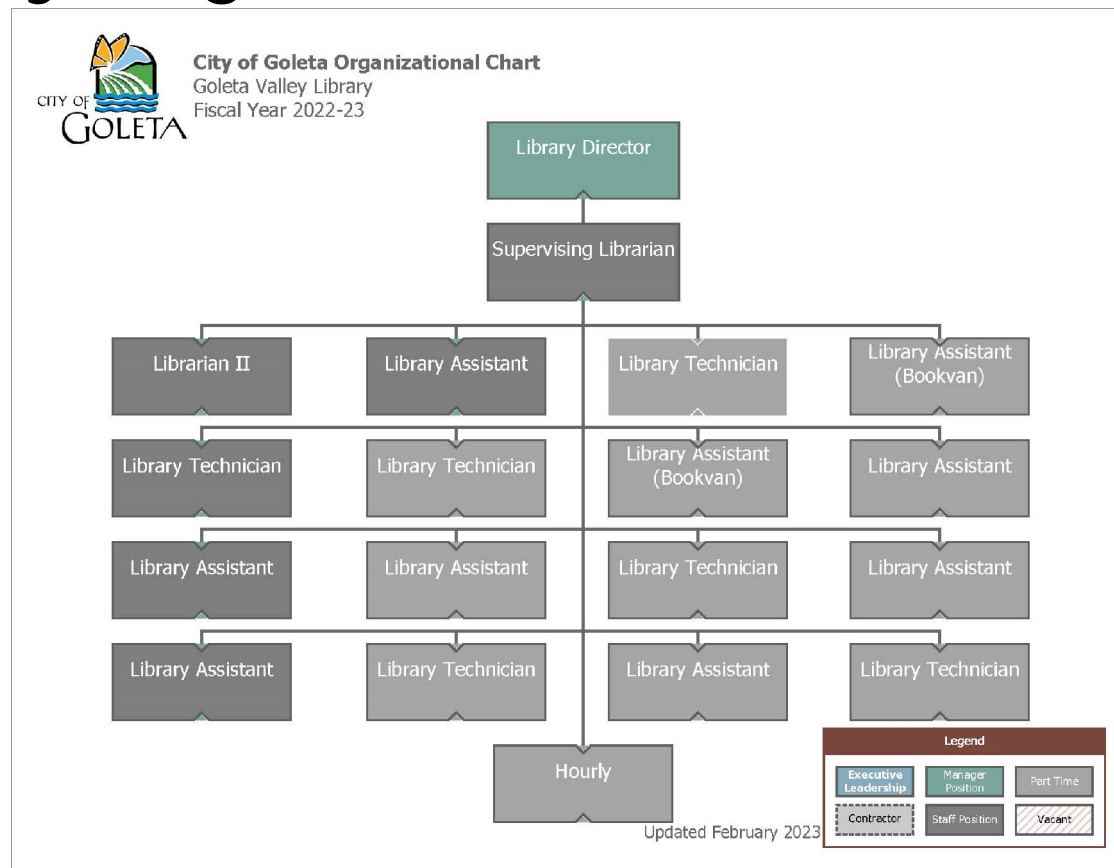 CITY OF
GOLETA
City of Goleta Organizational Chart
Goleta Valley Library
Fiscal Year 2022-23
Library Director
Supervising Librarian
Librarian II
Library Assistant
Library Technician
Library Assistant
(Bookvan)
Library Technician
Library Technician
Library Assistant
(Bookvan)
Library Assistant
Library Assistant
Library Assistant
Library Technician
Library Assistant
Library Assistant
Library Technician
Library Assistant
Library Technician
Hourly
Updated February 2023
Legend
Executive
Leadership
Manager
Position
Part Time
Contractor
Staff Position
Vacant